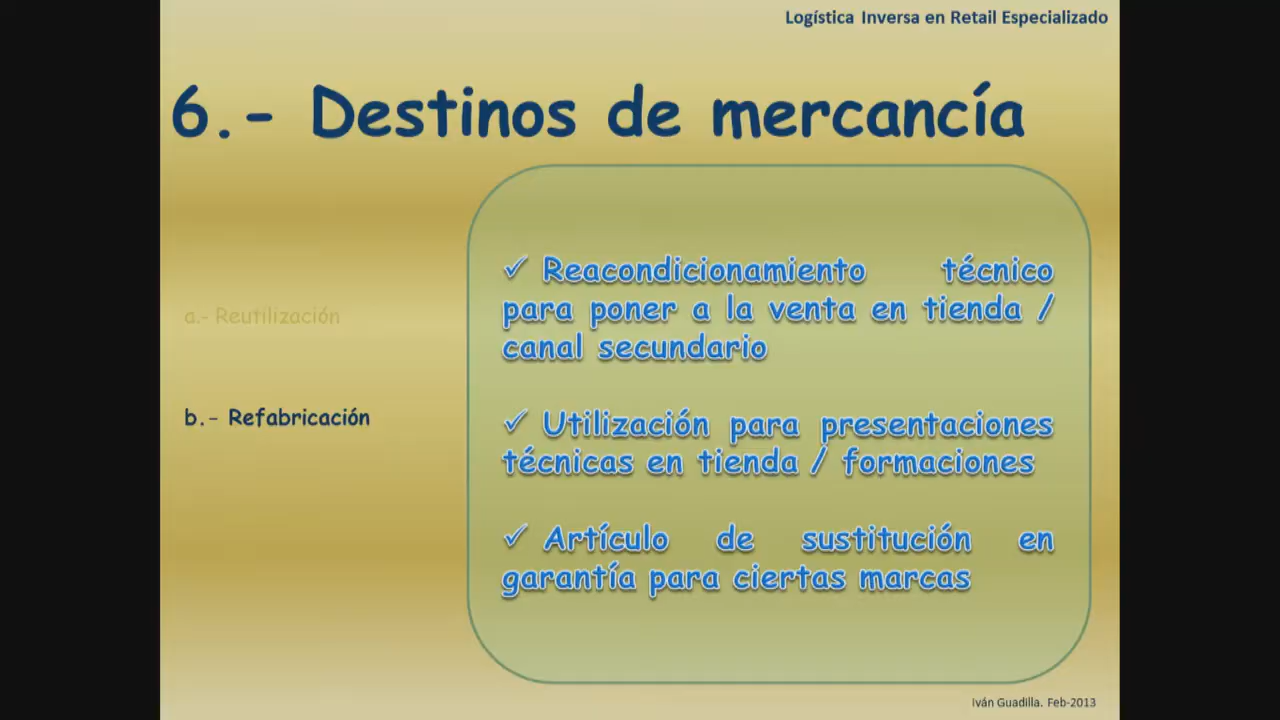 Logística Inversa en Retail Especializado
6.- Destinos de mercancía
a.- Reutilización
b.- Refabricación
✓ Reacondicionamiento técnico
para poner a la venta en tienda /
canal secundario
✓ Utilización para presentaciones
técnicas en tienda / formaciones
✓ Artículo de sustitución en
garantía para ciertas marcas
Iván Guadilla. Feb-2013